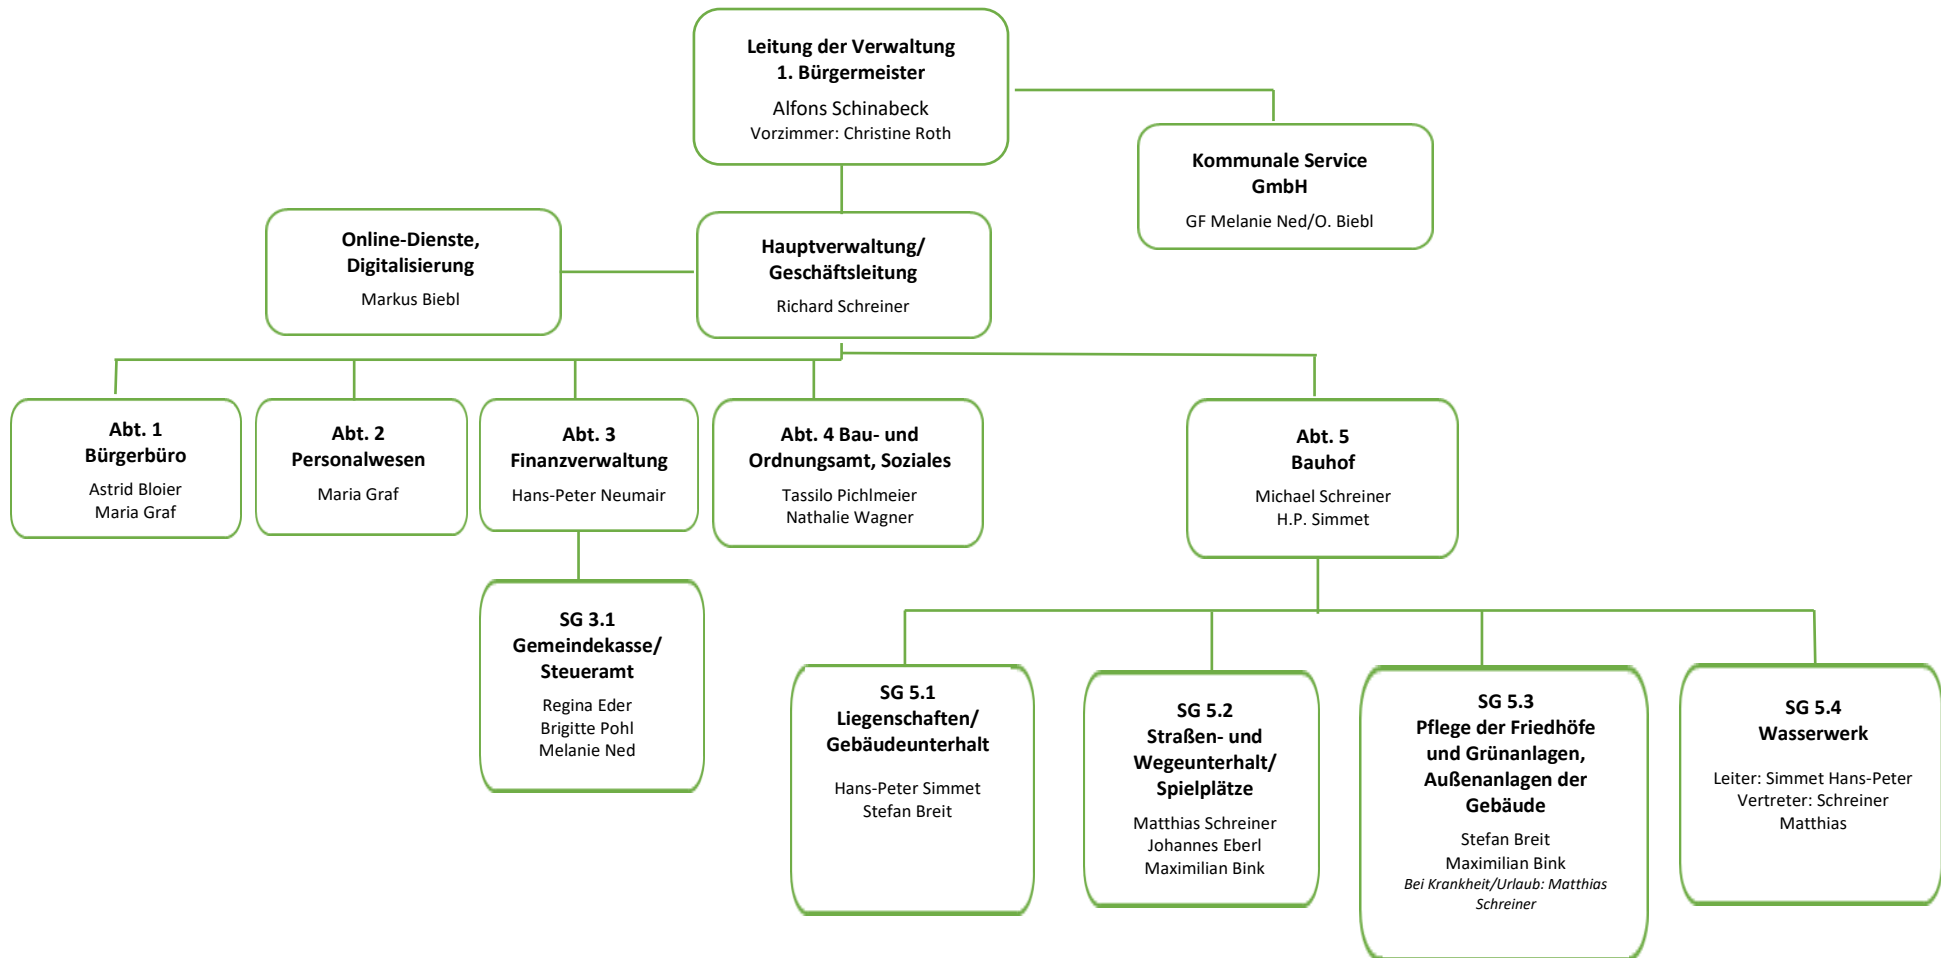 Leitung der Verwaltung
1. Bürgermeister
Alfons Schinabeck
Vorzimmer: Christine Roth
Kommunale Service
GmbH
GF Melanie Ned/O. Biebl
Online-Dienste,
Digitalisierung
Markus Biebl
Hauptverwaltung/
Geschäftsleitung
Richard Schreiner
Abt. 1
Bürgerbüro
Astrid Bloier
Maria Graf
Abt. 2
Personalwesen
Maria Graf
Abt. 3
Finanzverwaltung
Hans-Peter Neumair
Abt. 4 Bau- und
Ordnungsamt, Soziales
Tassilo Pichlmeier
Nathalie Wagner
Abt. 5
Bauhof
Michael Schreiner
H.P. Simmet
SG 3.1
Gemeindekasse/
Steueramt
Regina Eder
Brigitte Pohl
Melanie Ned
SG 5.1
Liegenschaften/
Gebäudeunterhalt
Hans-Peter Simmet
Stefan Breit
SG 5.2
Straßen- und
Wegeunterhalt/
Spielplätze
Matthias Schreiner
Johannes Eberl
Maximilian Bink
SG 5.3
Pflege der Friedhöfe
und Grünanlagen,
Außenanlagen der
Gebäude
Stefan Breit
Maximilian Bink
Bei Krankheit/Urlaub: Matthias
Schreiner
SG 5.4
Wasserwerk
Leiter: Simmet Hans-Peter
Vertreter: Schreiner
Matthias